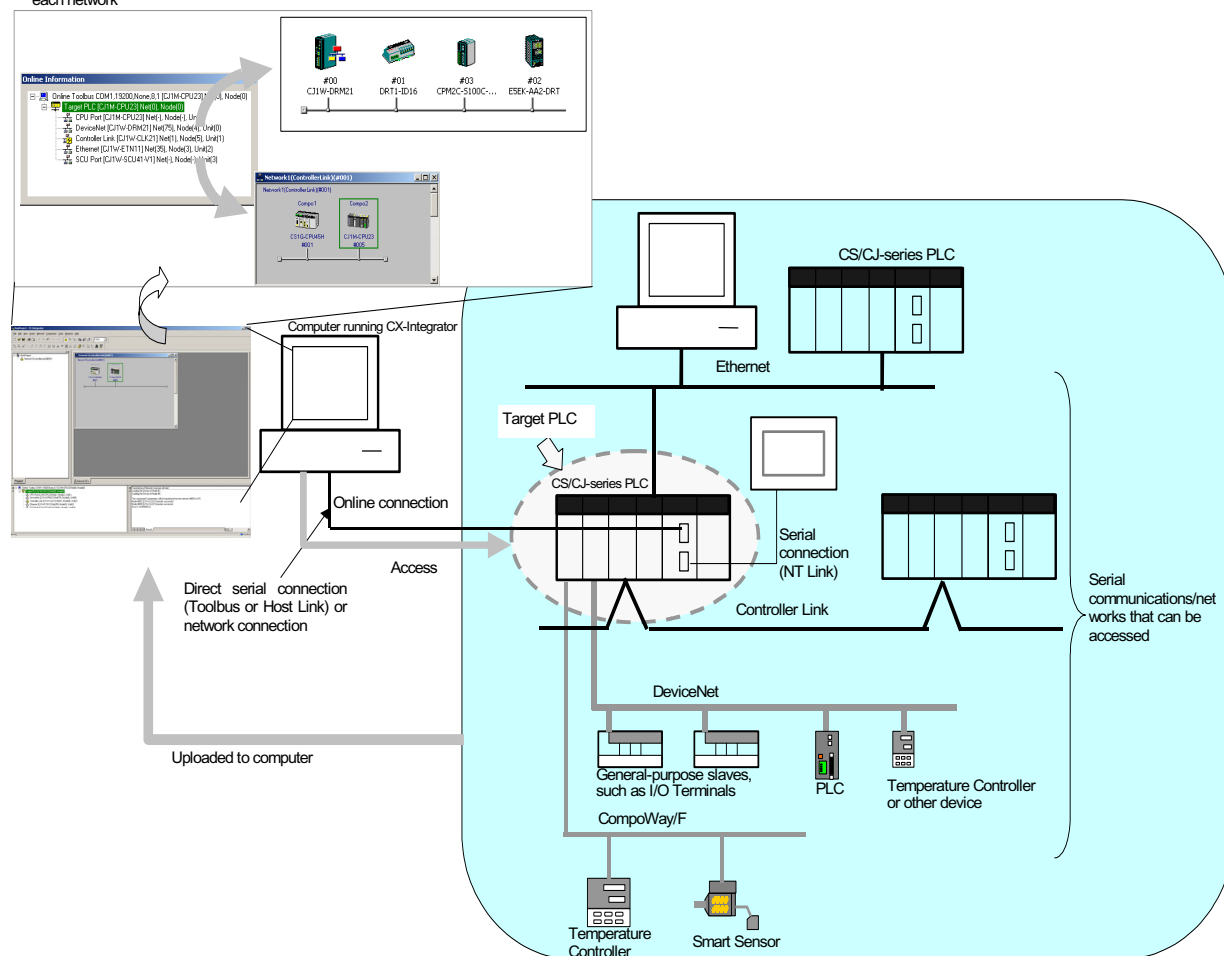 each network
#00
CJ1W-DRM21
#01
DRT1-ID16
#03
CPM2C-S100C-...
#02
E5EK-AA2-DRT
Online Information
Online Toolbus COM1,19200,None,8,1 [CJ1M-CPU23] Net(0), Node(0)
Target PLC [CJ1M-CPU23] Net(0), Node(0)
CPU Port [CJ1M-CPU23] Net(-), Node(-),
DeviceNet [CJ1W-DRM21] Net(75), Node(4), Unit(0)
Controller Link [CJ1W-CLK21] Net(1), Node(5), Unit(1)
Ethernet [CJ1W-ETN11] Net(35), Node(3), Unit(2)
SCU Port [CJ1W-SCU41-V1] Net(-), Node(-), Unit(3)
Network1(ControllerLink)(#001)
Network1(ControllerLink)(#001)
Compo1
Compo2
CS1G-CPU45H
#001
CJ1M-CPU23
#005
Computer running CX-Integrator
CS/CJ-series PLC
Ethernet
Target PLC
CS/CJ-series PLC
Online connection
Access
Serial
connection
(NT Link)
Direct serial connection
(Toolbus or Host Link) or
network connection
Controller Link
Serial
communications/net
works that can be
accessed
DeviceNet
Uploaded to computer
General-purpose slaves,
such as I/O Terminals
PLC
Temperature Controller
or other device
CompoWay/F
Temperature
Controller
Smart Sensor